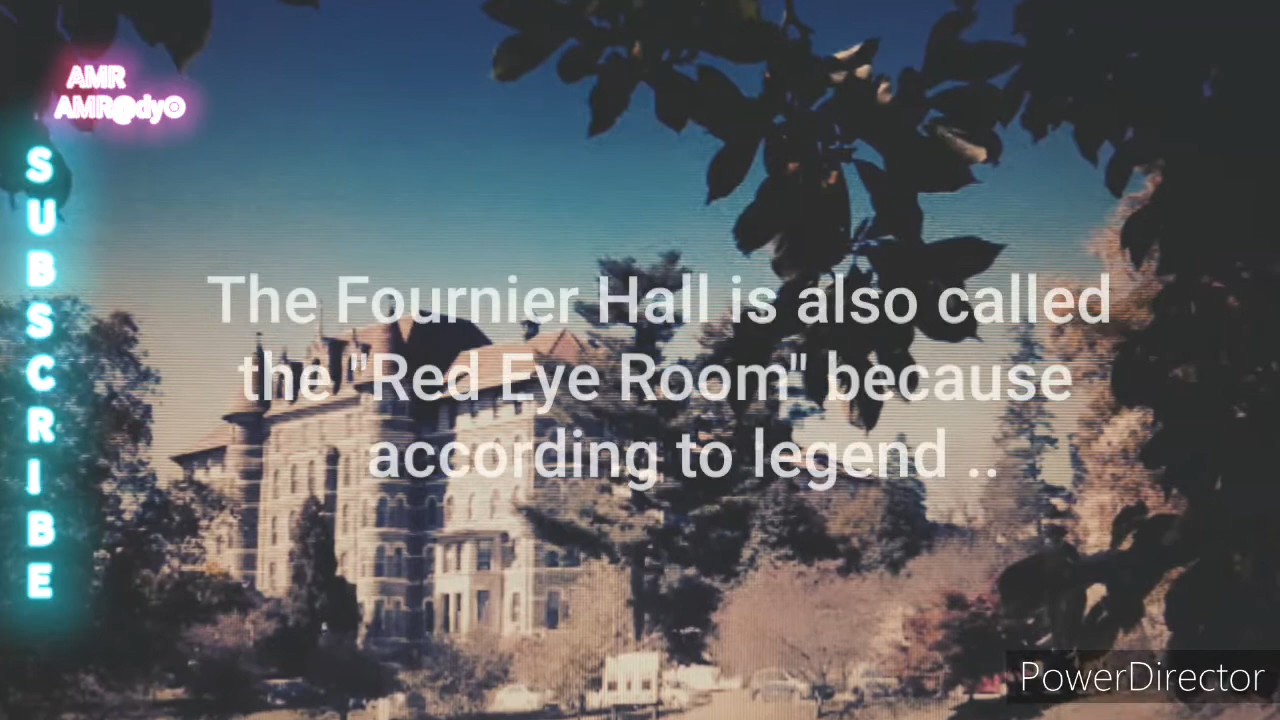 AMR
AMR@dy☺
SUBSCRIBE
The Fournier Hall is also called
the "Red Eye Room" because
according to legend ..
PowerDirector